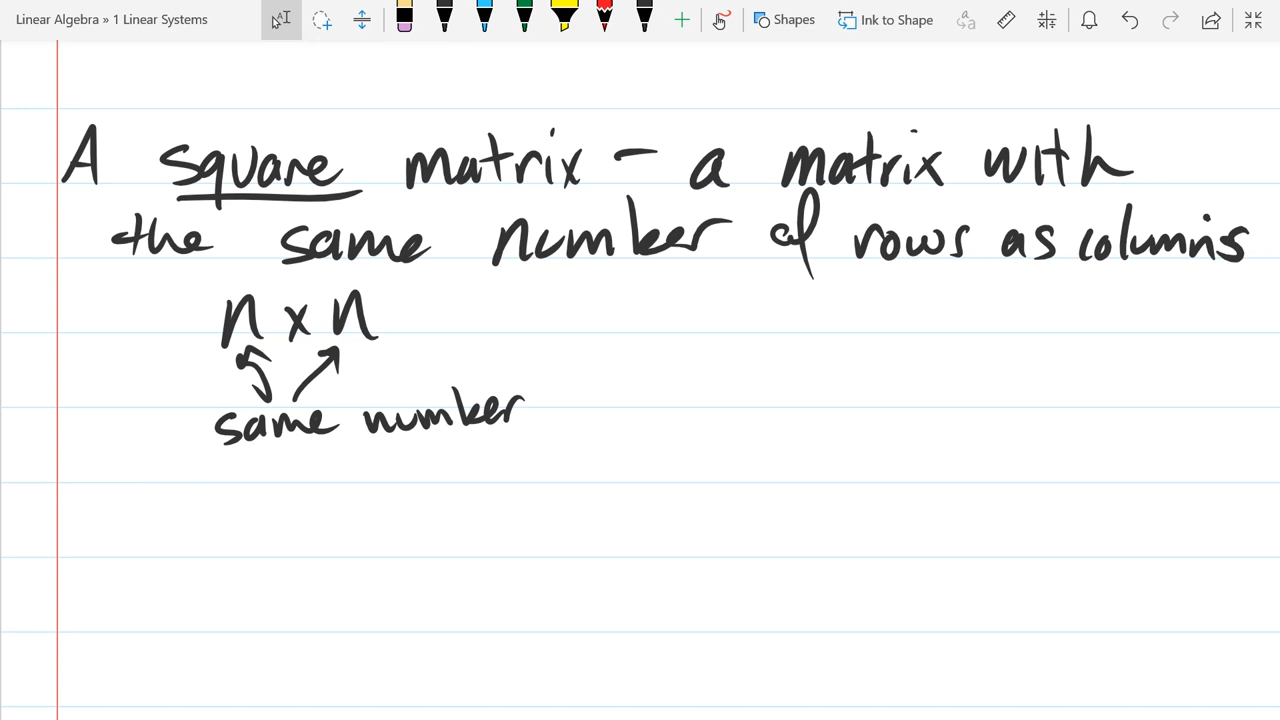 Linear Algebra » 1 Linear Systems
Shapes
Ink to Shape
A square matrix - a matrix with
the same number of rows as columns
n x n
same number